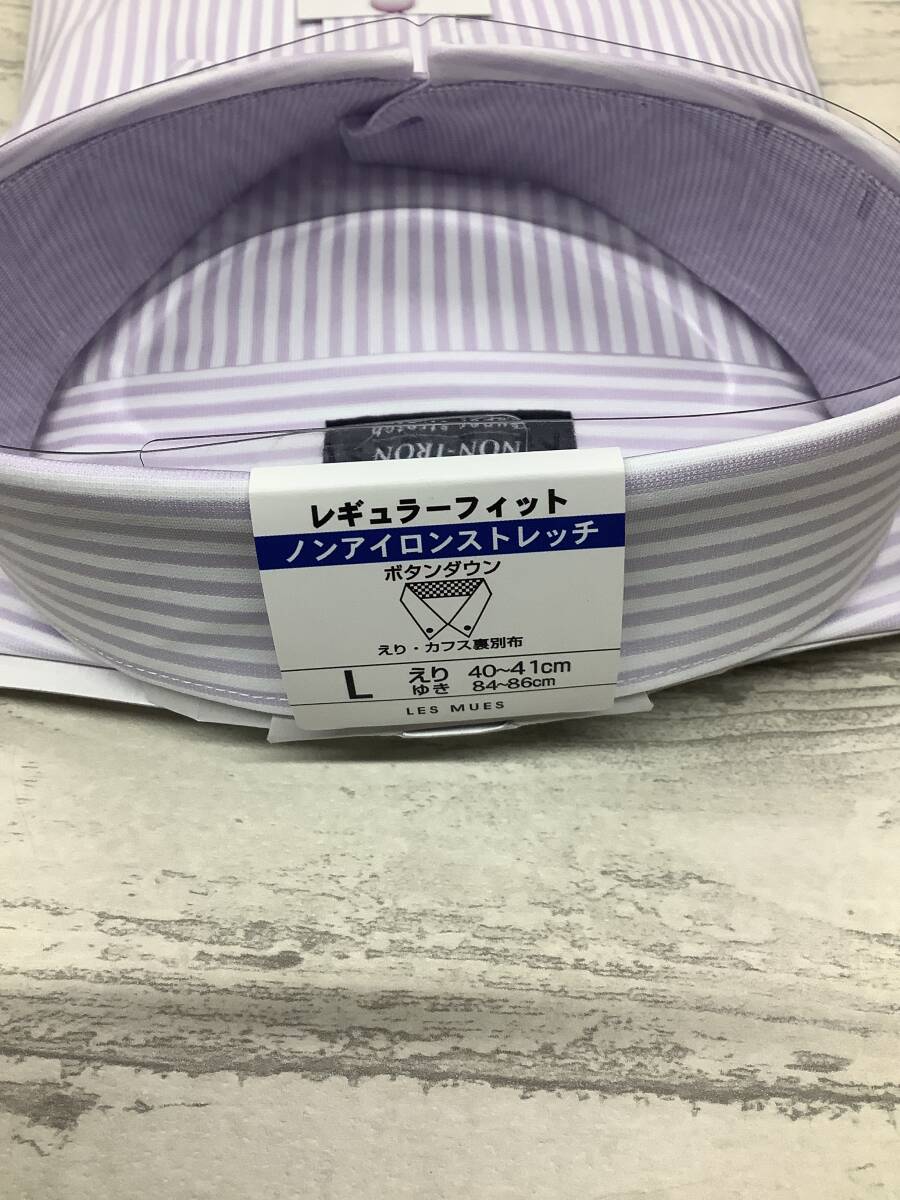 Super Stretch
NON-IRON
レギュラーフィット
ノンアイロンストレッチ
ボタンダウン
えり・カフス裏別布
L えり 40~41cm
ゆき 84~86cm
LES MUES